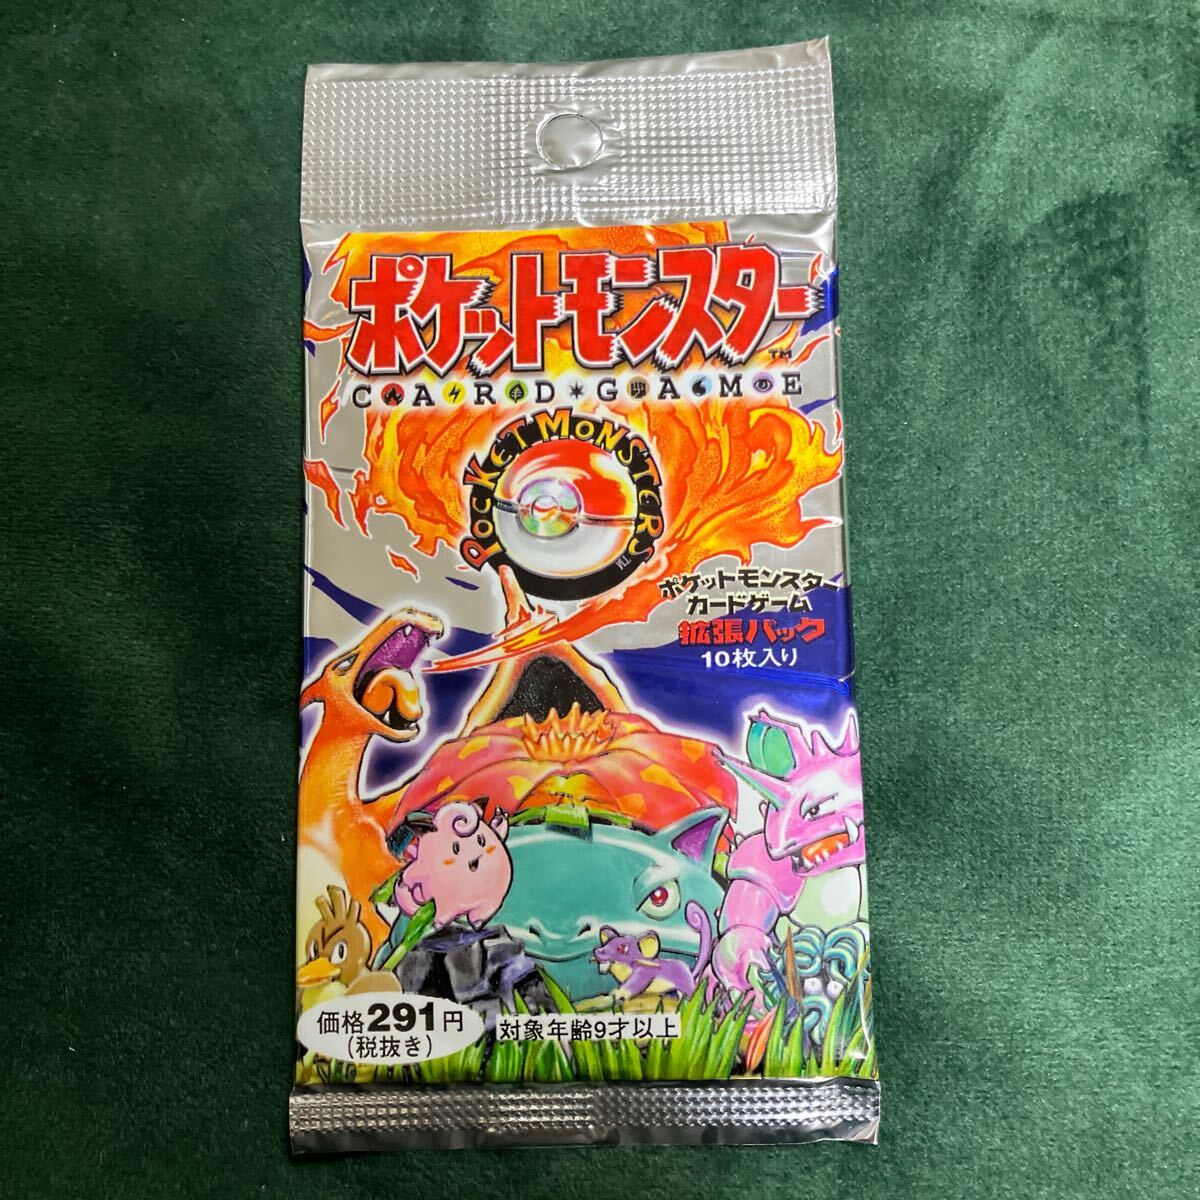 ポケットモンスター
TM
CARD GAME
POCKET MONSTERS
TM
ポケットモンスター
カードゲーム
拡張パック
10枚入り
価格291円
(税抜き)
対象年齢9才以上